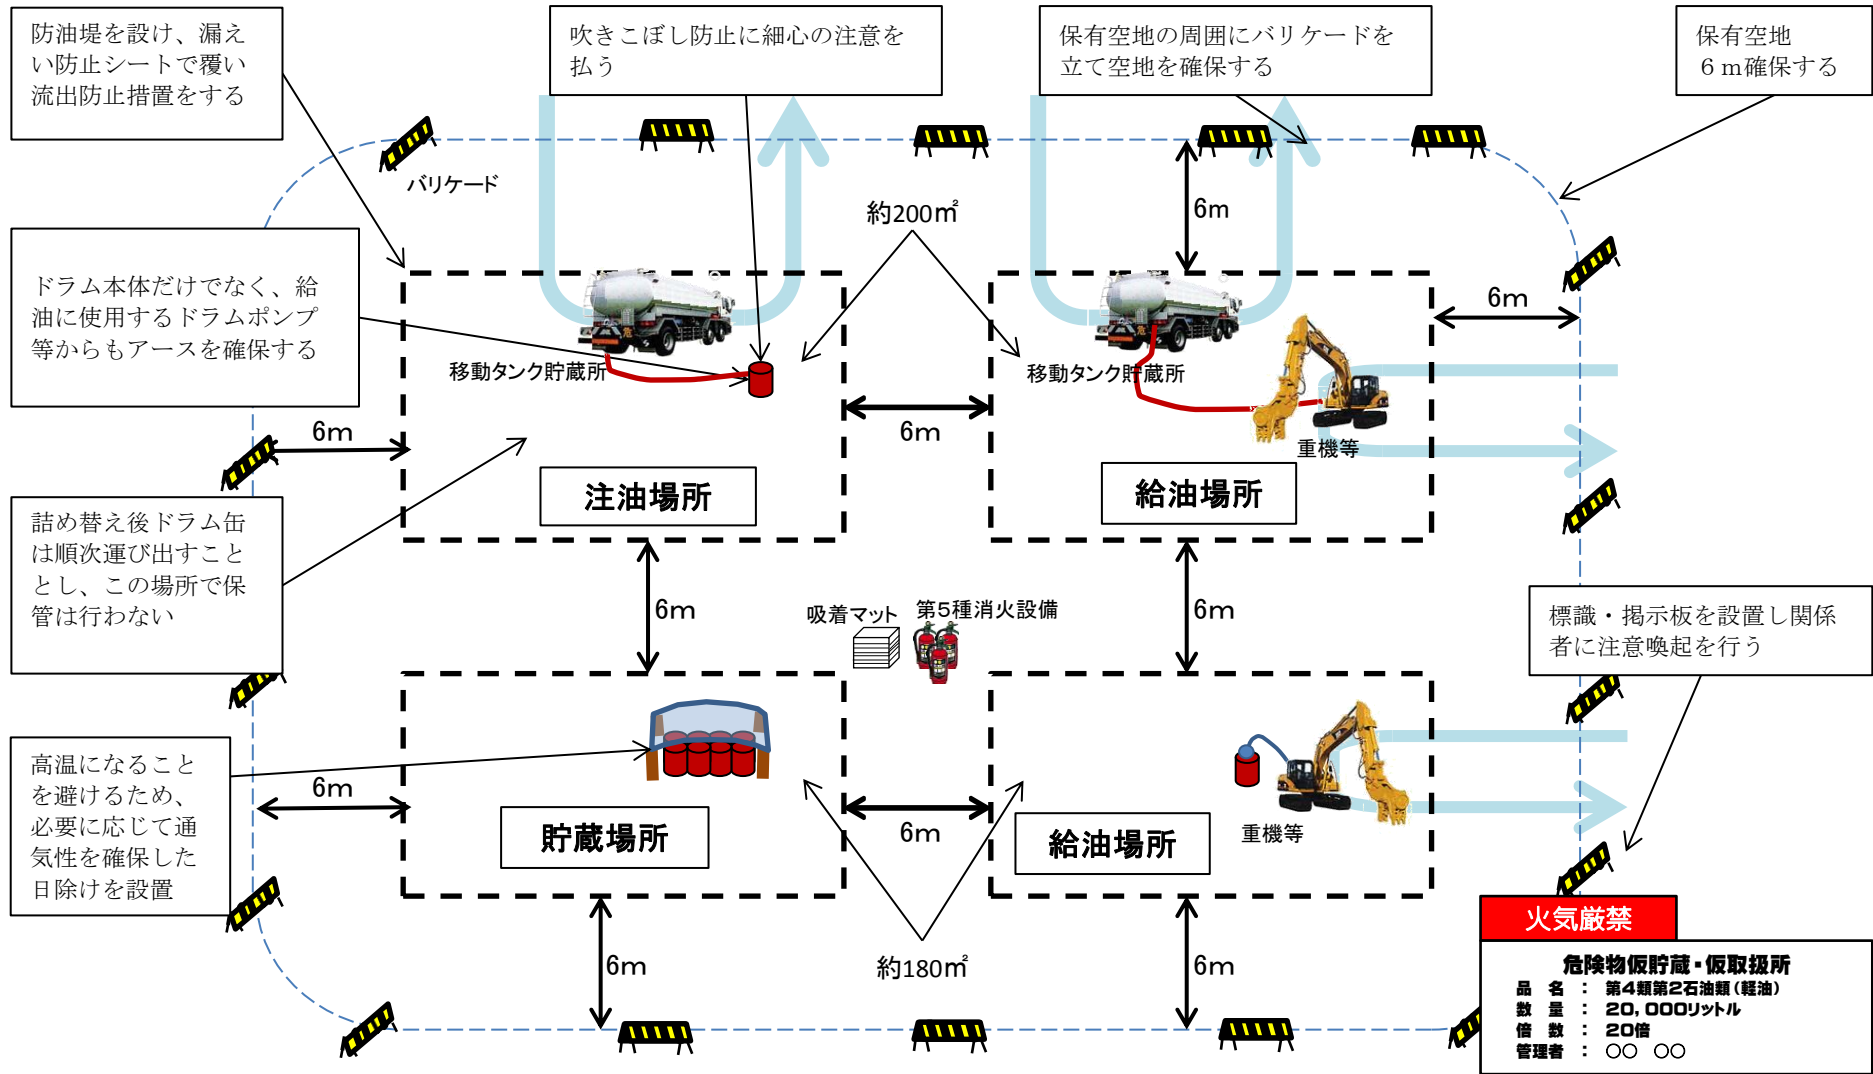 防油堤を設け、漏え
い防止シートで覆い
流出防止措置をする
吹きこぼし防止に細心の注意を
払う
保有空地の周囲にバリケードを
立て空地を確保する
保有空地
６ｍ確保する
バリケード
約200㎡
6m
ドラム本体だけでなく、給
油に使用するドラムポンプ
等からもアースを確保する
移動タンク貯蔵所
移動タンク貯蔵所
6m
6m
6m
重機等
注油場所
給油場所
詰め替え後ドラム缶
は順次運び出すこと
とし、この場所で保
管は行わない
6m
吸着マット
第5種消火設備
6m
標識・掲示板を設置し関係
者に注意喚起を行う
高温になること
を避けるため、
必要に応じて通
気性を確保した
日除けを設置
6m
6m
貯蔵場所
給油場所
重機等
6m
約180㎡
6m
火気厳禁
危険物仮貯蔵・仮取扱所
品　名　：　第4類第2石油類（軽油）
数　量　：　20，000リットル
倍　数　：　20倍
管理者　：　○○　○○